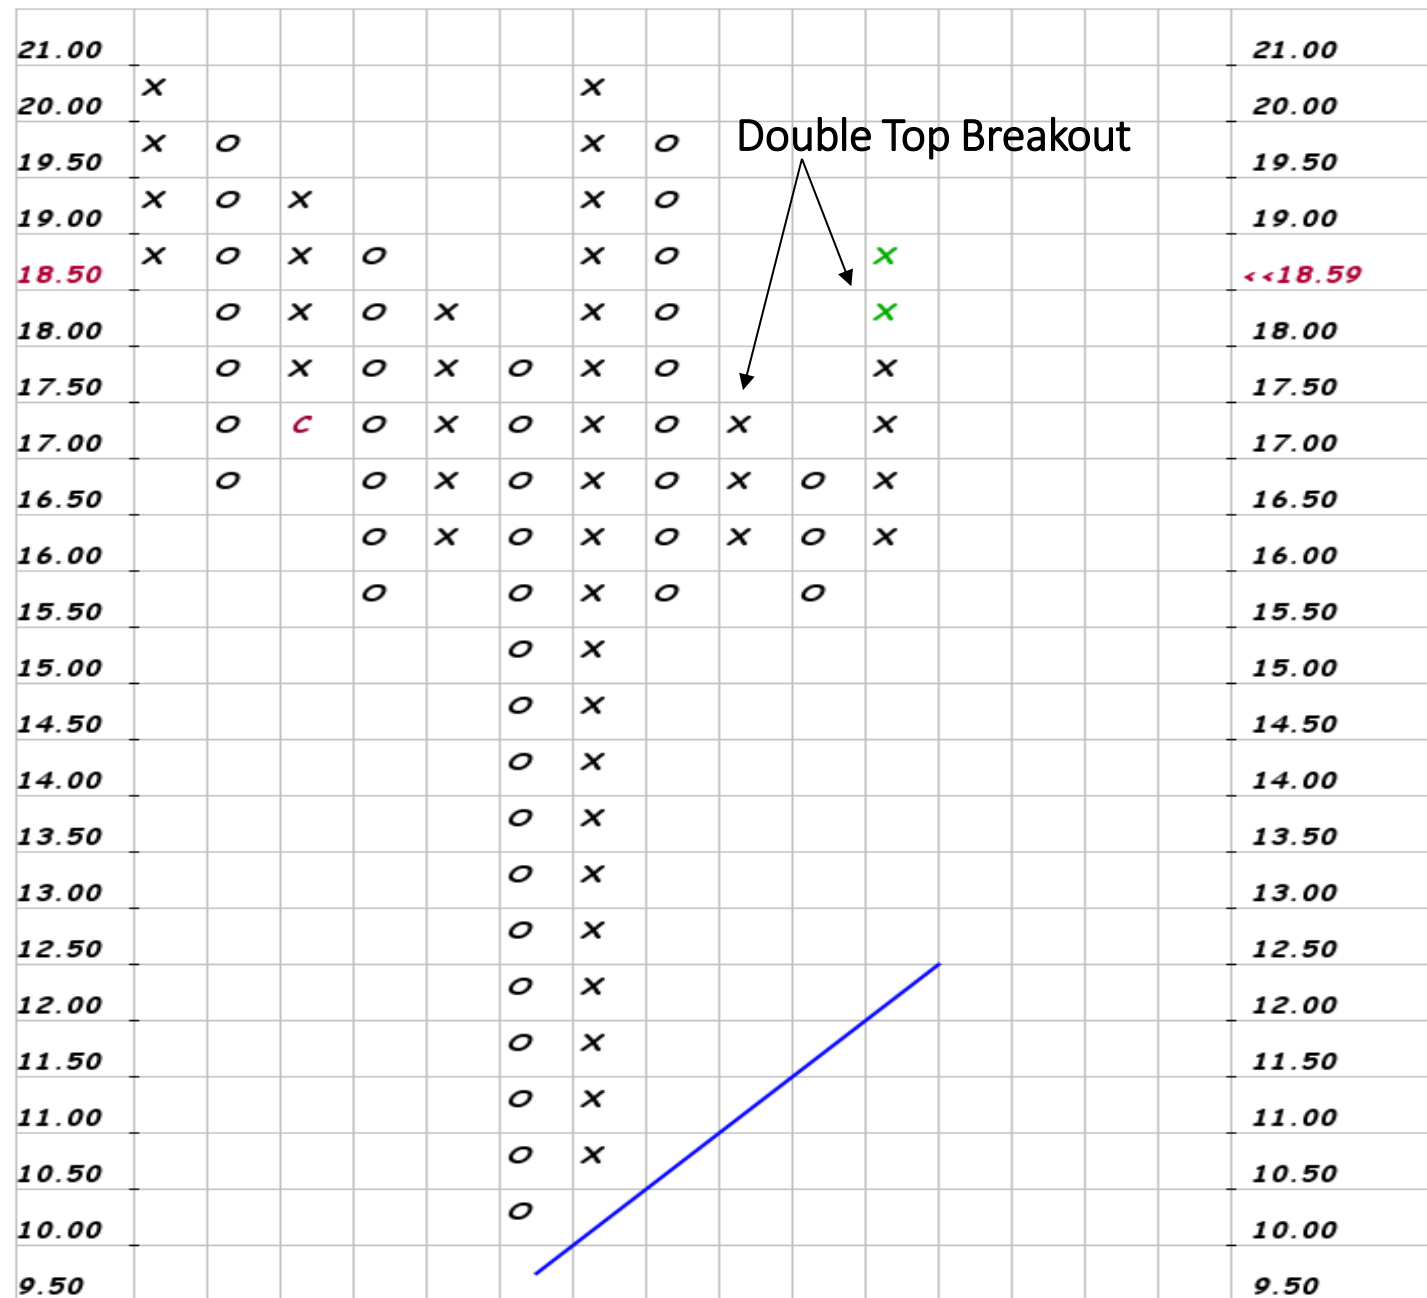 21.00 21.00
20.00 X X 20.00
19.50 X O X O Double Top Breakout 19.50
19.00 X O X X O 19.00
18.50 X O X O X O X <<18.59
18.00 O X O X X O X 18.00
17.50 O X O X O X O X 17.50
17.00 O C O X O X O X X 17.00
16.50 O O X O X O X O X 16.50
16.00 O X O X O X O X 16.00
15.50 O O X O O 15.50
15.00 O X 15.00
14.50 O X 14.50
14.00 O X 14.00
13.50 O X 13.50
13.00 O X 13.00
12.50 O X 12.50
12.00 O X 12.00
11.50 O X 11.50
11.00 O X 11.00
10.50 O X 10.50
10.00 O 10.00
9.50 9.50